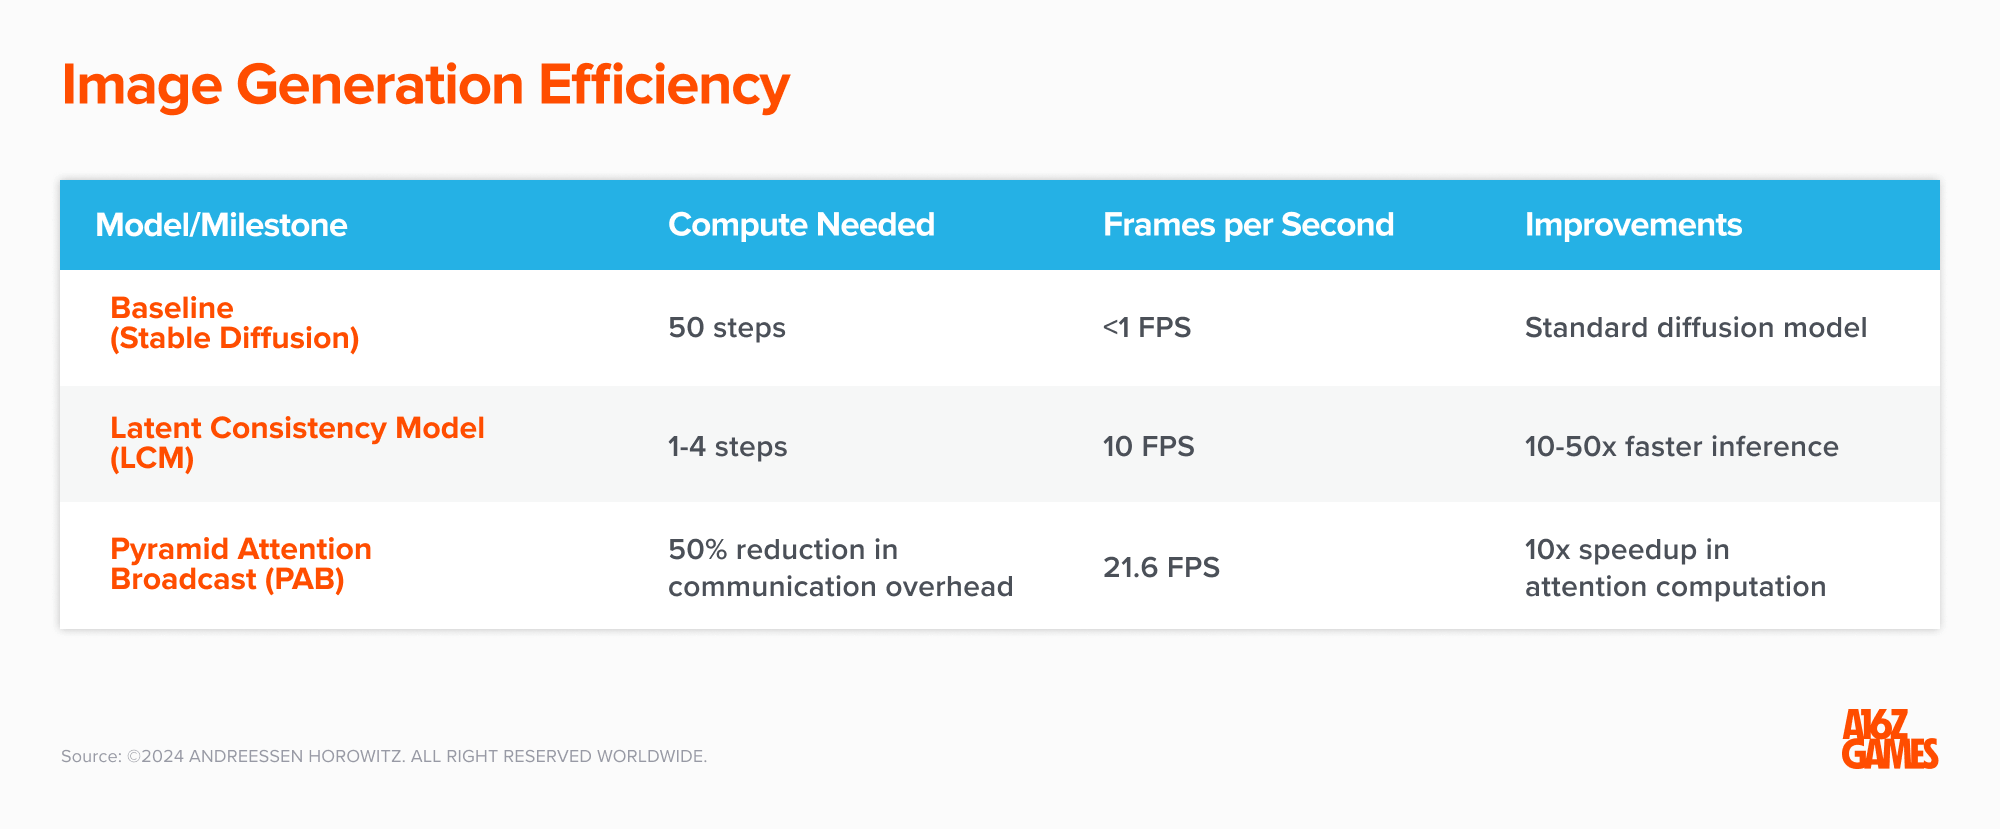 Image Generation Efficiency
Model/Milestone Compute Needed Frames per Second Improvements
Baseline
(Stable Diffusion)
50 steps
<1 FPS
Standard diffusion model
Latent Consistency Model
(LCM)
1-4 steps
10 FPS
10-50x faster inference
Pyramid Attention
Broadcast (PAB)
50% reduction in
communication overhead
21.6 FPS
10x speedup in
attention computation
Source: ©2024 ANDREESSEN HOROWITZ. ALL RIGHT RESERVED WORLDWIDE.
A16Z
GAMES